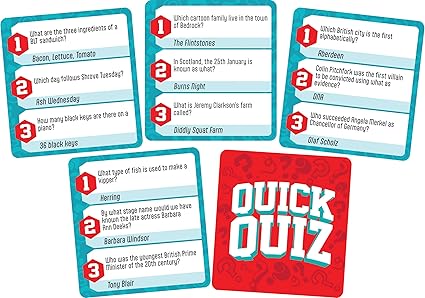 1
What are the three ingredients of a
BLT sandwich?
Bacon, Lettuce, Tomato
2
Which day follows Shrove Tuesday?
Ash Wednesday
3
How many black keys are there on a
piano?
36 black keys
1
Which cartoon family live in the town
of Bedrock?
The Flintstones
2
In Scotland, the 25th January is
known as what?
Burns Night
3
What is Jeremy Clarkson's farm
called?
Diddly Squat Farm
1
Which British city is the first
alphabetically?
Aberdeen
2
Colin Pitchfork was the first villain
to be convicted using what as
evidence?
DNA
3
Who succeeded Angela Merkel as
Chancellor of Germany?
Olaf Scholz
1
What type of fish is used to make a
kipper?
Herring
2
By what stage name would we have
known the late actress Barbara
Ann Deeks?
Barbara Windsor
3
Who was the youngest British Prime
Minister of the 20th century?
Tony Blair
QUICK
QUIZ